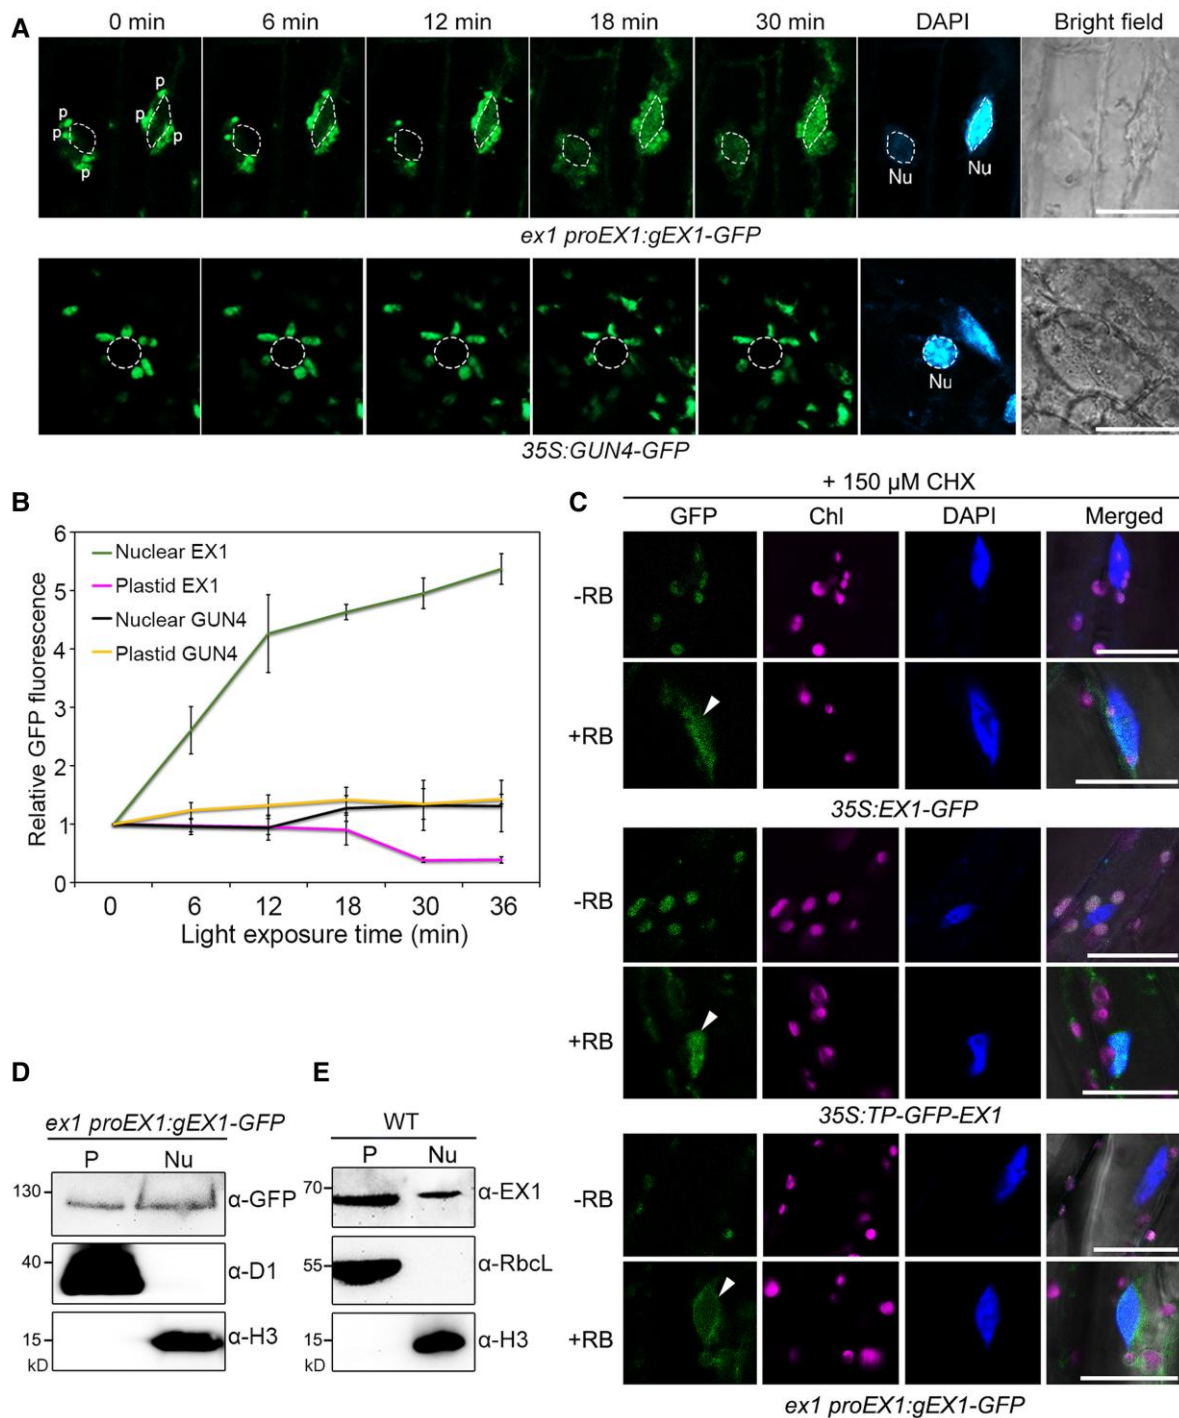 A
0 min 6 min 12 min 18 min 30 min DAPI Bright field
p p p p p p
Nu Nu
ex1 proEX1:gEX1-GFP
Nu
35S:GUN4-GFP
B
Relative GFP fluorescence
6
5
4
3
2
1
0
Nuclear EX1
Plastid EX1
Nuclear GUN4
Plastid GUN4
0 6 12 18 30 36
Light exposure time (min)
C
+ 150 µM CHX
GFP Chl DAPI Merged
-RB
+RB
35S:EX1-GFP
-RB
+RB
35S:TP-GFP-EX1
-RB
+RB
ex1 proEX1:gEX1-GFP
D
ex1 proEX1:gEX1-GFP
P Nu
130 α-GFP
40 α-D1
15 α-H3
kD
E
WT
P Nu
70 α-EX1
55 α-RbcL
15 α-H3
kD